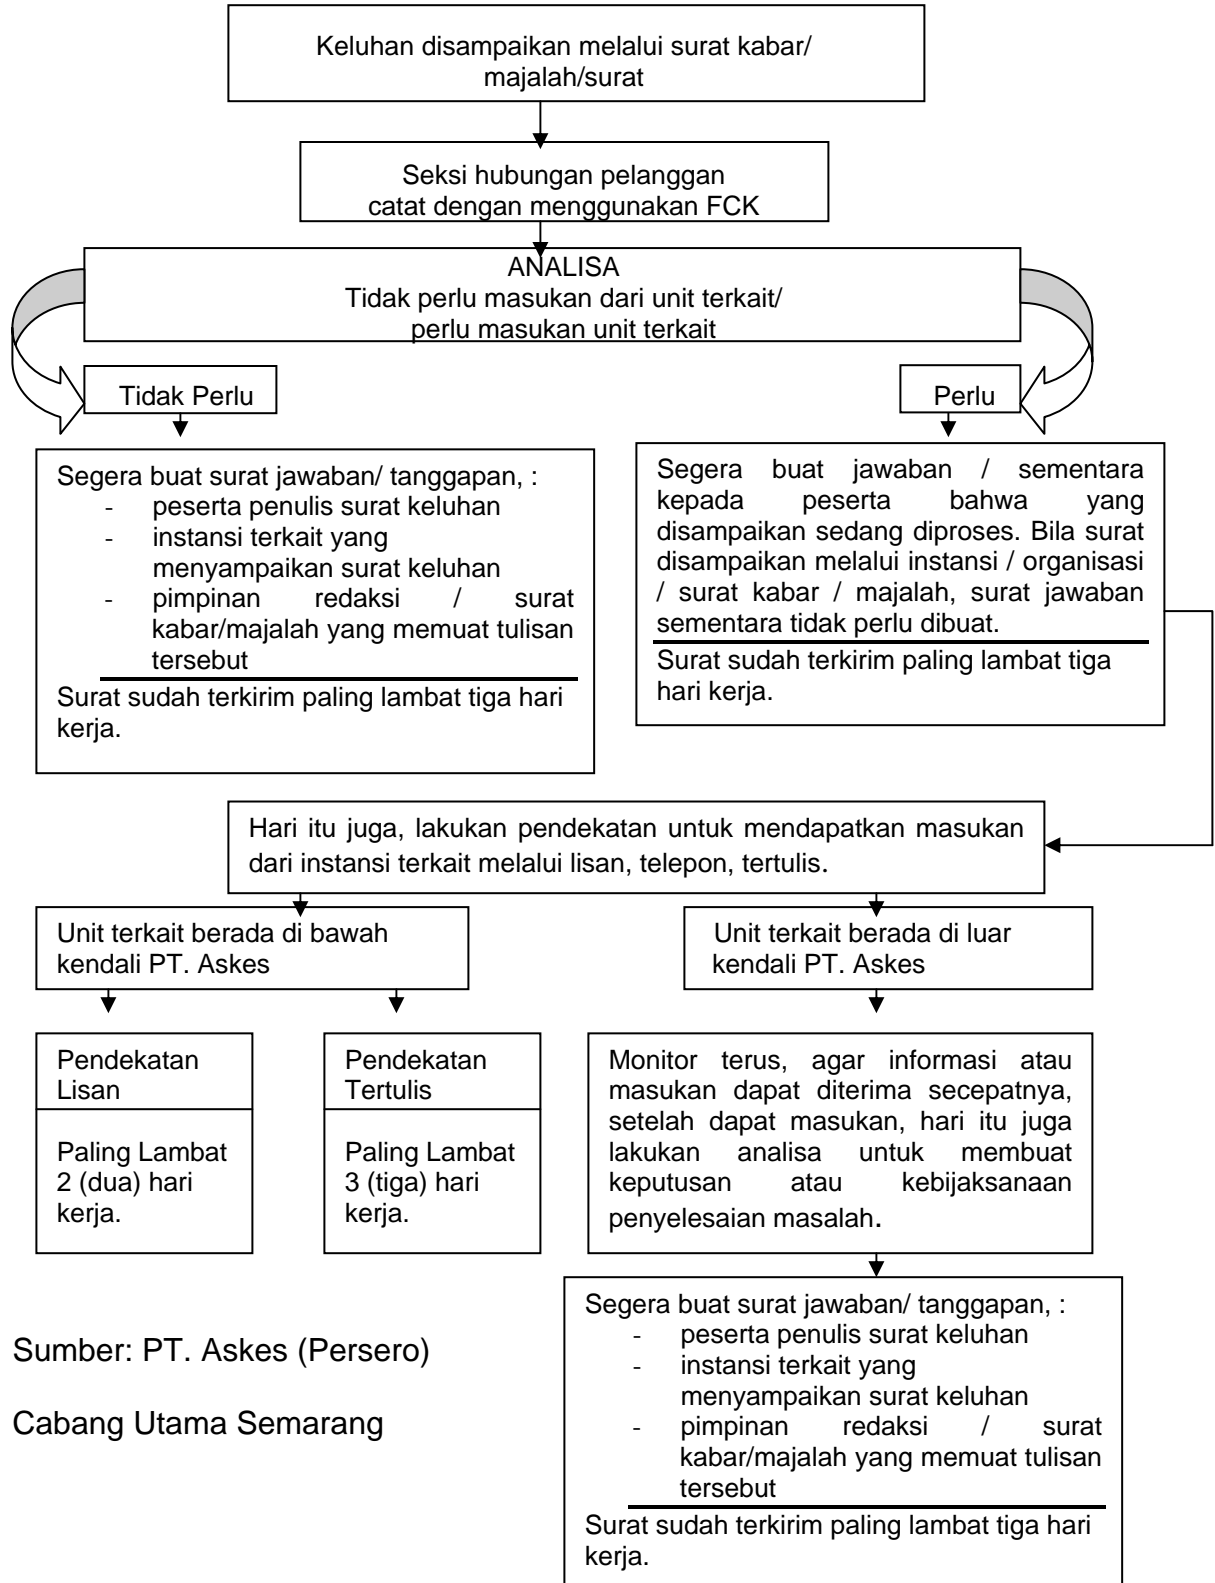 Keluhan disampaikan melalui surat kabar/
majalah/surat
Seksi hubungan pelanggan
catat dengan menggunakan FCK
ANALISA
Tidak perlu masukan dari unit terkait/
perlu masukan unit terkait
Tidak Perlu
Perlu
Segera buat surat jawaban/ tanggapan, :
- peserta penulis surat keluhan
- instansi terkait yang
menyampaikan surat keluhan
- pimpinan redaksi / surat
kabar/majalah yang memuat tulisan
tersebut
Surat sudah terkirim paling lambat tiga hari
kerja.
Segera buat jawaban / sementara
kepada peserta bahwa yang
disampaikan sedang diproses. Bila surat
disampaikan melalui instansi / organisasi
/ surat kabar / majalah, surat jawaban
sementara tidak perlu dibuat.
Surat sudah terkirim paling lambat tiga
hari kerja.
Hari itu juga, lakukan pendekatan untuk mendapatkan masukan
dari instansi terkait melalui lisan, telepon, tertulis.
Unit terkait berada di bawah
kendali PT. Askes
Unit terkait berada di luar
kendali PT. Askes
Pendekatan
Lisan
Paling Lambat
2 (dua) hari
kerja.
Pendekatan
Tertulis
Paling Lambat
3 (tiga) hari
kerja.
Monitor terus, agar informasi atau
masukan dapat diterima secepatnya,
setelah dapat masukan, hari itu juga
lakukan analisa untuk membuat
keputusan atau kebijaksanaan
penyelesaian masalah.
Segera buat surat jawaban/ tanggapan, :
- peserta penulis surat keluhan
- instansi terkait yang
menyampaikan surat keluhan
- pimpinan redaksi / surat
kabar/majalah yang memuat tulisan
tersebut
Surat sudah terkirim paling lambat tiga hari
kerja.
Sumber: PT. Askes (Persero)
Cabang Utama Semarang